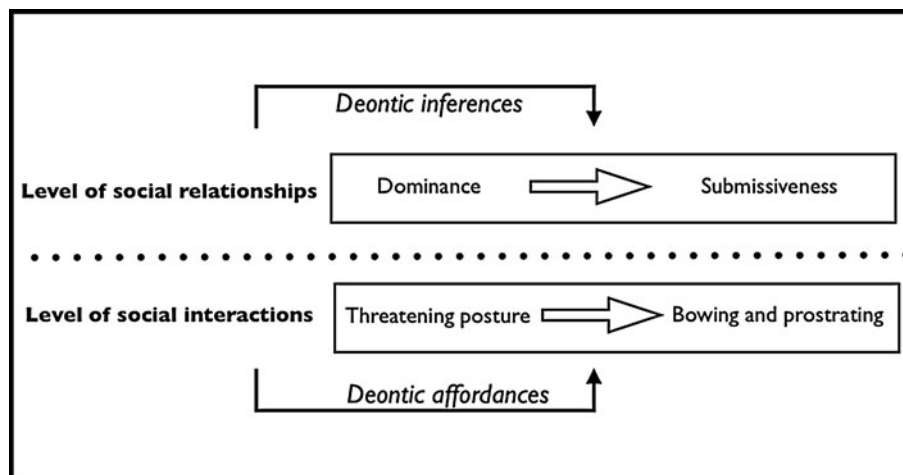 Deontic inferences
Level of social relationships
Dominance
Submissiveness
Level of social interactions
Threatening posture
Bowing and prostrating
Deontic affordances